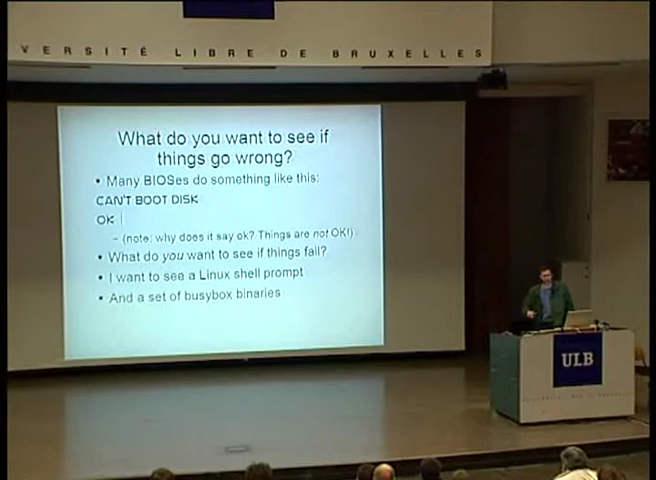 VERSITÉ LIBRE DE BRUXELLES
What do you want to see if
things go wrong?
• Many BIOSes do something like this:
CAN'T BOOT DISK
OK
– (note: why does it say ok? Things are not OK!)
• What do you want to see if things fail?
• I want to see a Linux shell prompt
• And a set of busybox binaries
ULB